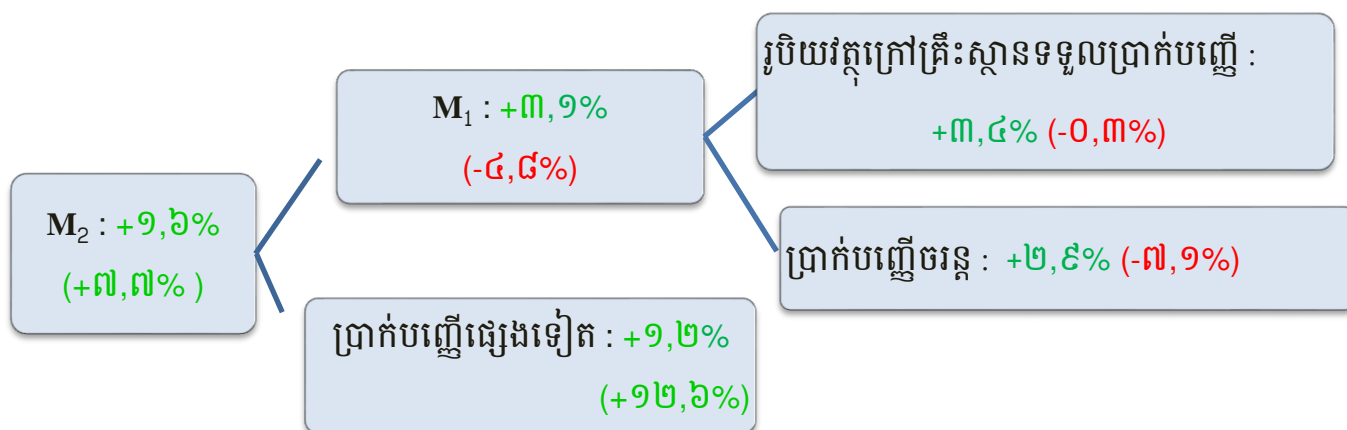 M₂ : +១,៦%
(+៧,៧% )
M₁ : +៣,១%
(-៤,៨%)
ប្រាក់បញ្ញើផ្សេងទៀត : +១,២%
(+១២,៦%)
រូបិយវត្ថុក្រៅគ្រឹះស្ថានទទួលប្រាក់បញ្ញើ :
+៣,៤% (-០,៣%)
ប្រាក់បញ្ញើចរន្ត : +២,៩% (-៧,១%)